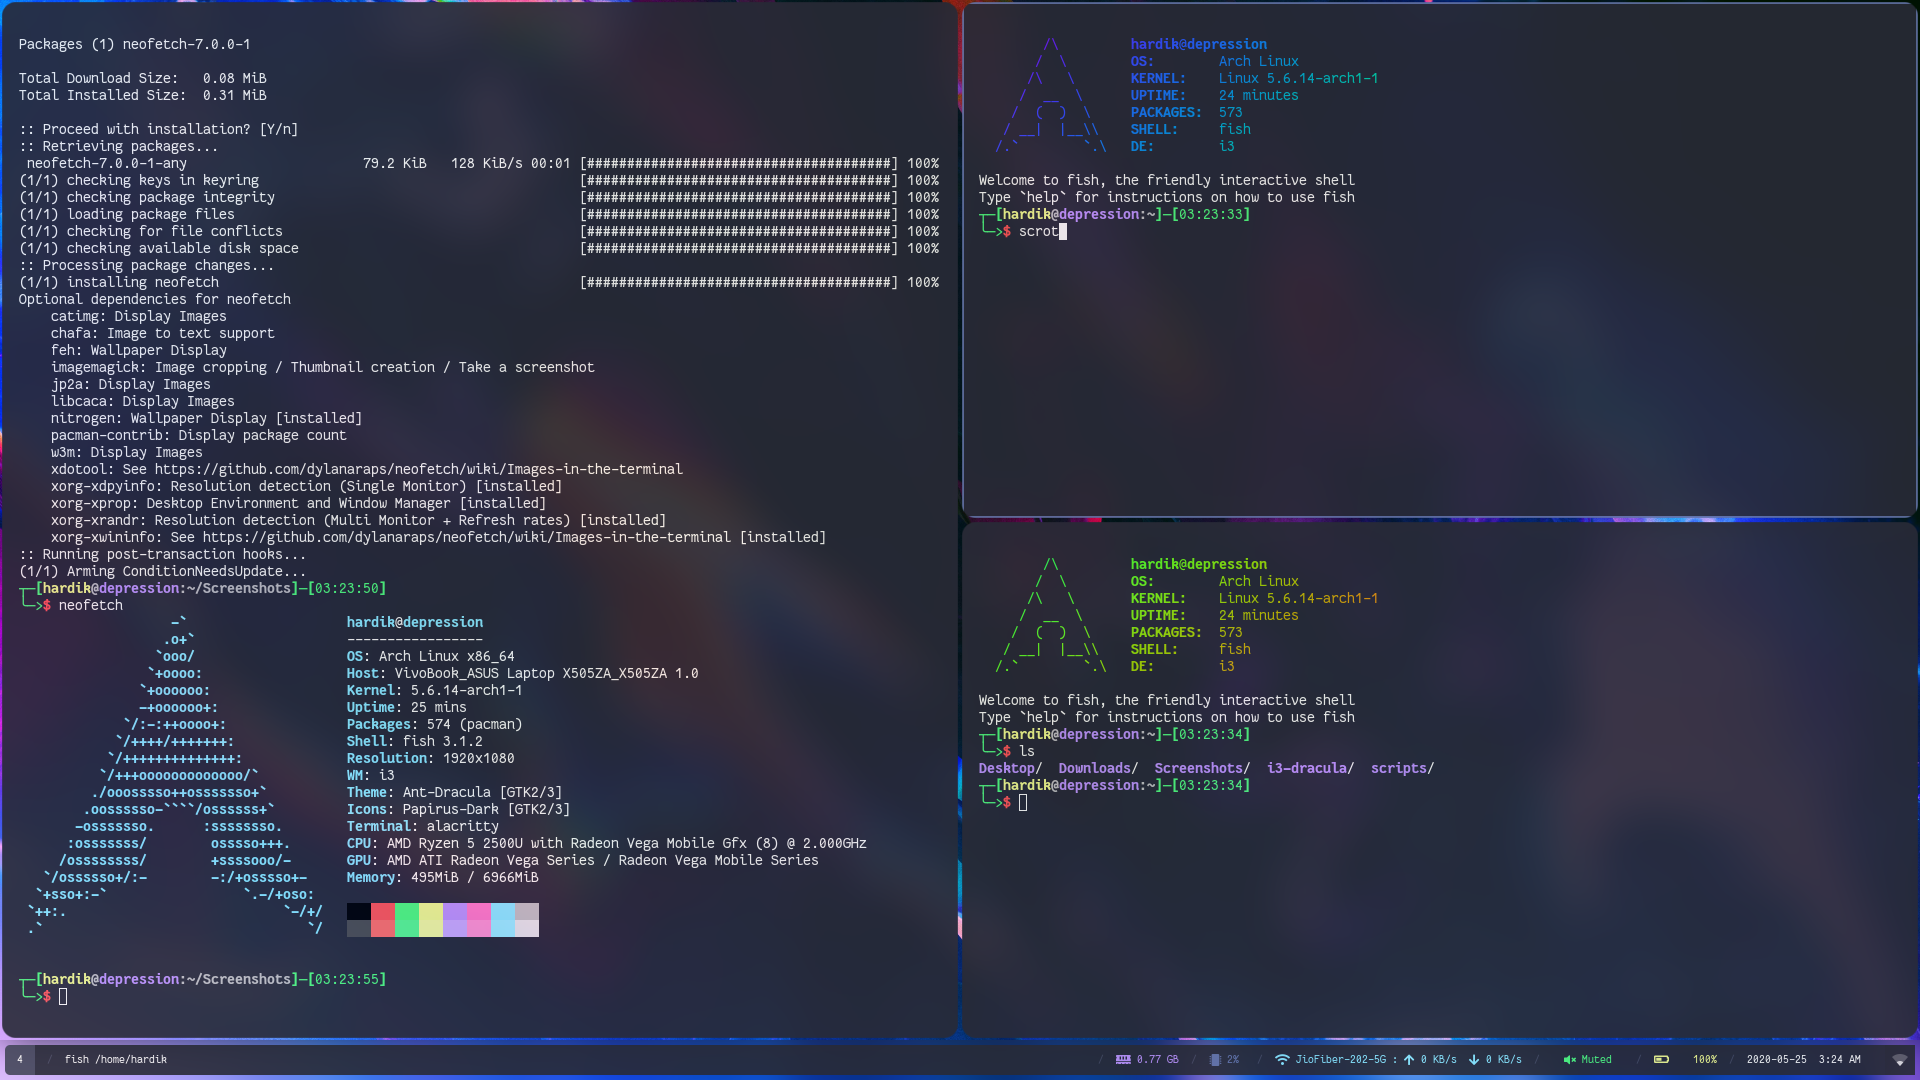 Packages (1) neofetch-7.0.0-1
Total Download Size:   0.08 MiB
Total Installed Size:  0.31 MiB
:: Proceed with installation? [Y/n]
:: Retrieving packages...
 neofetch-7.0.0-1-any                      79.2 KiB   128 KiB/s 00:01 [######################################] 100%
(1/1) checking keys in keyring                                        [######################################] 100%
(1/1) checking package integrity                                      [######################################] 100%
(1/1) loading package files                                           [######################################] 100%
(1/1) checking for file conflicts                                     [######################################] 100%
(1/1) checking available disk space                                   [######################################] 100%
:: Processing package changes...
(1/1) installing neofetch                                             [######################################] 100%
Optional dependencies for neofetch
    catimg: Display Images
    chafa: Image to text support
    feh: Wallpaper Display
    imagemagick: Image cropping / Thumbnail creation / Take a screenshot
    jp2a: Display Images
    libcaca: Display Images
    nitrogen: Wallpaper Display [installed]
    pacman-contrib: Display package count
    w3m: Display Images
    xdotool: See https://github.com/dylanaraps/neofetch/wiki/Images-in-the-terminal
    xorg-xdpyinfo: Resolution detection (Single Monitor) [installed]
    xorg-xprop: Desktop Environment and Window Manager [installed]
    xorg-xrandr: Resolution detection (Multi Monitor + Refresh rates) [installed]
    xorg-xwininfo: See https://github.com/dylanaraps/neofetch/wiki/Images-in-the-terminal [installed]
:: Running post-transaction hooks...
(1/1) Arming ConditionNeedsUpdate...
┬─[hardik@depression:~/Screenshots]─[03:23:50]
╰─>$ neofetch
hardik@depression
-----------------
OS: Arch Linux x86_64
Host: VivoBook_ASUS Laptop X505ZA_X505ZA 1.0
Kernel: 5.6.14-arch1-1
Uptime: 25 mins
Packages: 574 (pacman)
Shell: fish 3.1.2
Resolution: 1920x1080
WM: i3
Theme: Ant-Dracula [GTK2/3]
Icons: Papirus-Dark [GTK2/3]
Terminal: alacritty
CPU: AMD Ryzen 5 2500U with Radeon Vega Mobile Gfx (8) @ 2.000GHz
GPU: AMD ATI Radeon Vega Series / Radeon Vega Mobile Series
Memory: 495MiB / 6966MiB
┬─[hardik@depression:~/Screenshots]─[03:23:55]
╰─>$
hardik@depression
OS: Arch Linux
KERNEL: Linux 5.6.14-arch1-1
UPTIME: 24 minutes
PACKAGES: 573
SHELL: fish
DE: i3
Welcome to fish, the friendly interactive shell
Type `help` for instructions on how to use fish
┬─[hardik@depression:~]─[03:23:33]
╰─>$ scrot
hardik@depression
OS: Arch Linux
KERNEL: Linux 5.6.14-arch1-1
UPTIME: 24 minutes
PACKAGES: 573
SHELL: fish
DE: i3
Welcome to fish, the friendly interactive shell
Type `help` for instructions on how to use fish
┬─[hardik@depression:~]─[03:23:34]
╰─>$ ls
Desktop/  Downloads/  Screenshots/  i3-dracula/  scripts/
┬─[hardik@depression:~]─[03:23:34]
╰─>$
4 / fish /home/hardik / 0.77 GB / 2% / JioFiber-202-5G : ↑ 0 KB/s ↓ 0 KB/s / Muted / 100% / 2020-05-25 3:24 AM